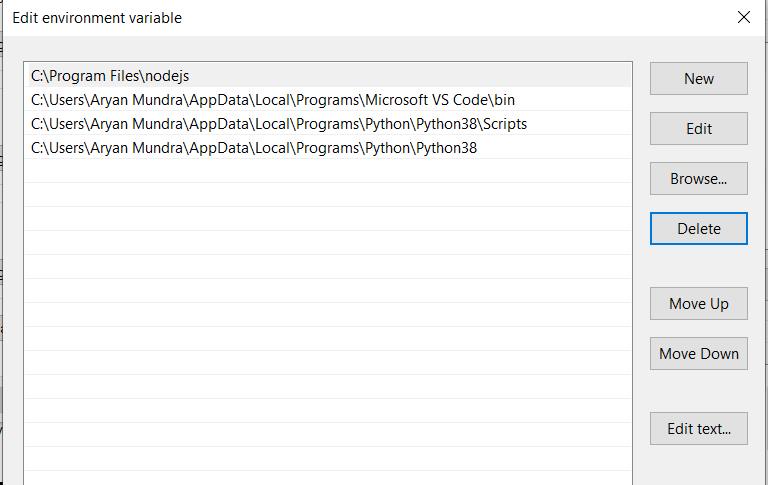 Edit environment variable
C:\Program Files\nodejs
C:\Users\Aryan Mundra\AppData\Local\Programs\Microsoft VS Code\bin
C:\Users\Aryan Mundra\AppData\Local\Programs\Python\Python38\Scripts
C:\Users\Aryan Mundra\AppData\Local\Programs\Python\Python38
New
Edit
Browse...
Delete
Move Up
Move Down
Edit text...